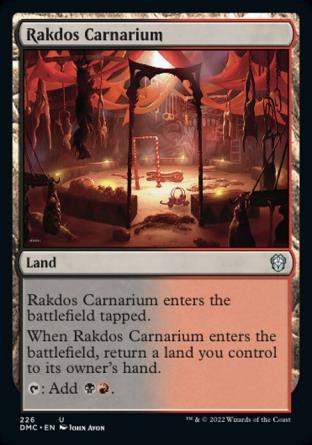 Rakdos Carnarium
Land
Rakdos Carnarium enters the
battlefield tapped.
When Rakdos Carnarium enters the
battlefield, return a land you control
to its owner's hand.
: Add .
226 U
DMC • EN John Avon
™ & © 2022 Wizards of the Coast